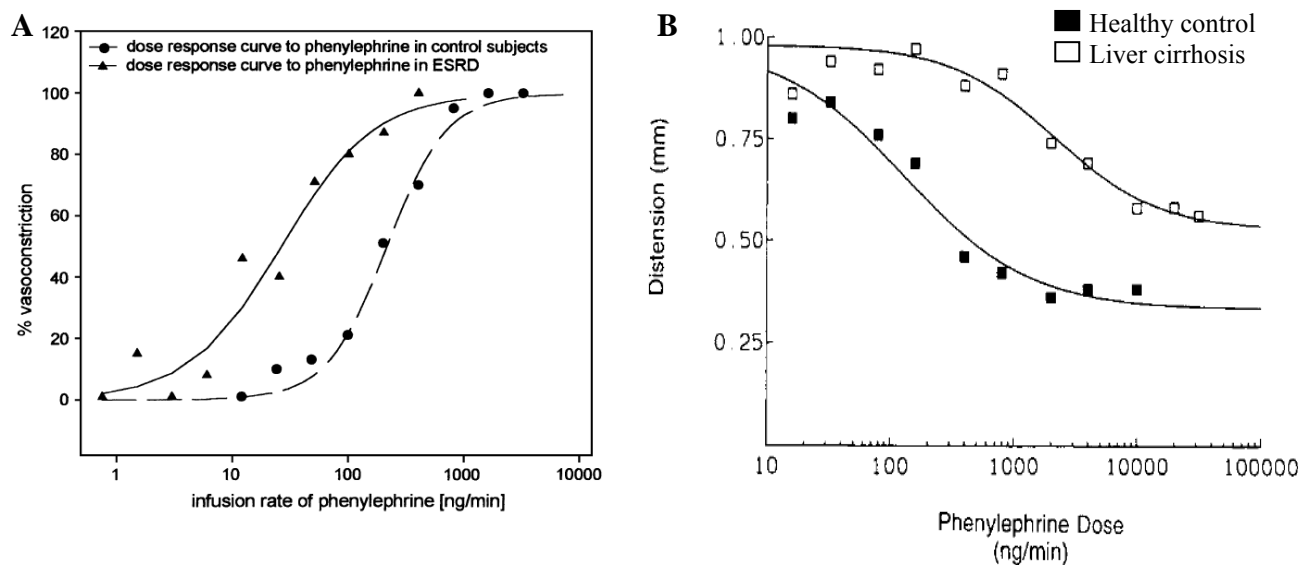 A
120
100
80
60
40
20
0
% vasoconstriction
dose response curve to phenylephrine in control subjects
dose response curve to phenylephrine in ESRD
1 10 100 1000 10000
infusion rate of phenylephrine [ng/min]
B
Healthy control
Liver cirrhosis
1.00
0.75
0.50
0.25
Distension (mm)
10 100 1000 10000 100000
Phenylephrine Dose
(ng/min)